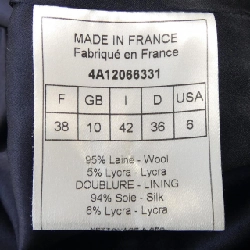 MADE IN FRANCE
Fabriqué en France
4A12066331
F GB I D USA
38 10 42 36 6
95% Laine - Wool
5% Lycra - Lycra
DOUBLURE - LINING
94% Soie - Silk
6% Lycra - Lycra